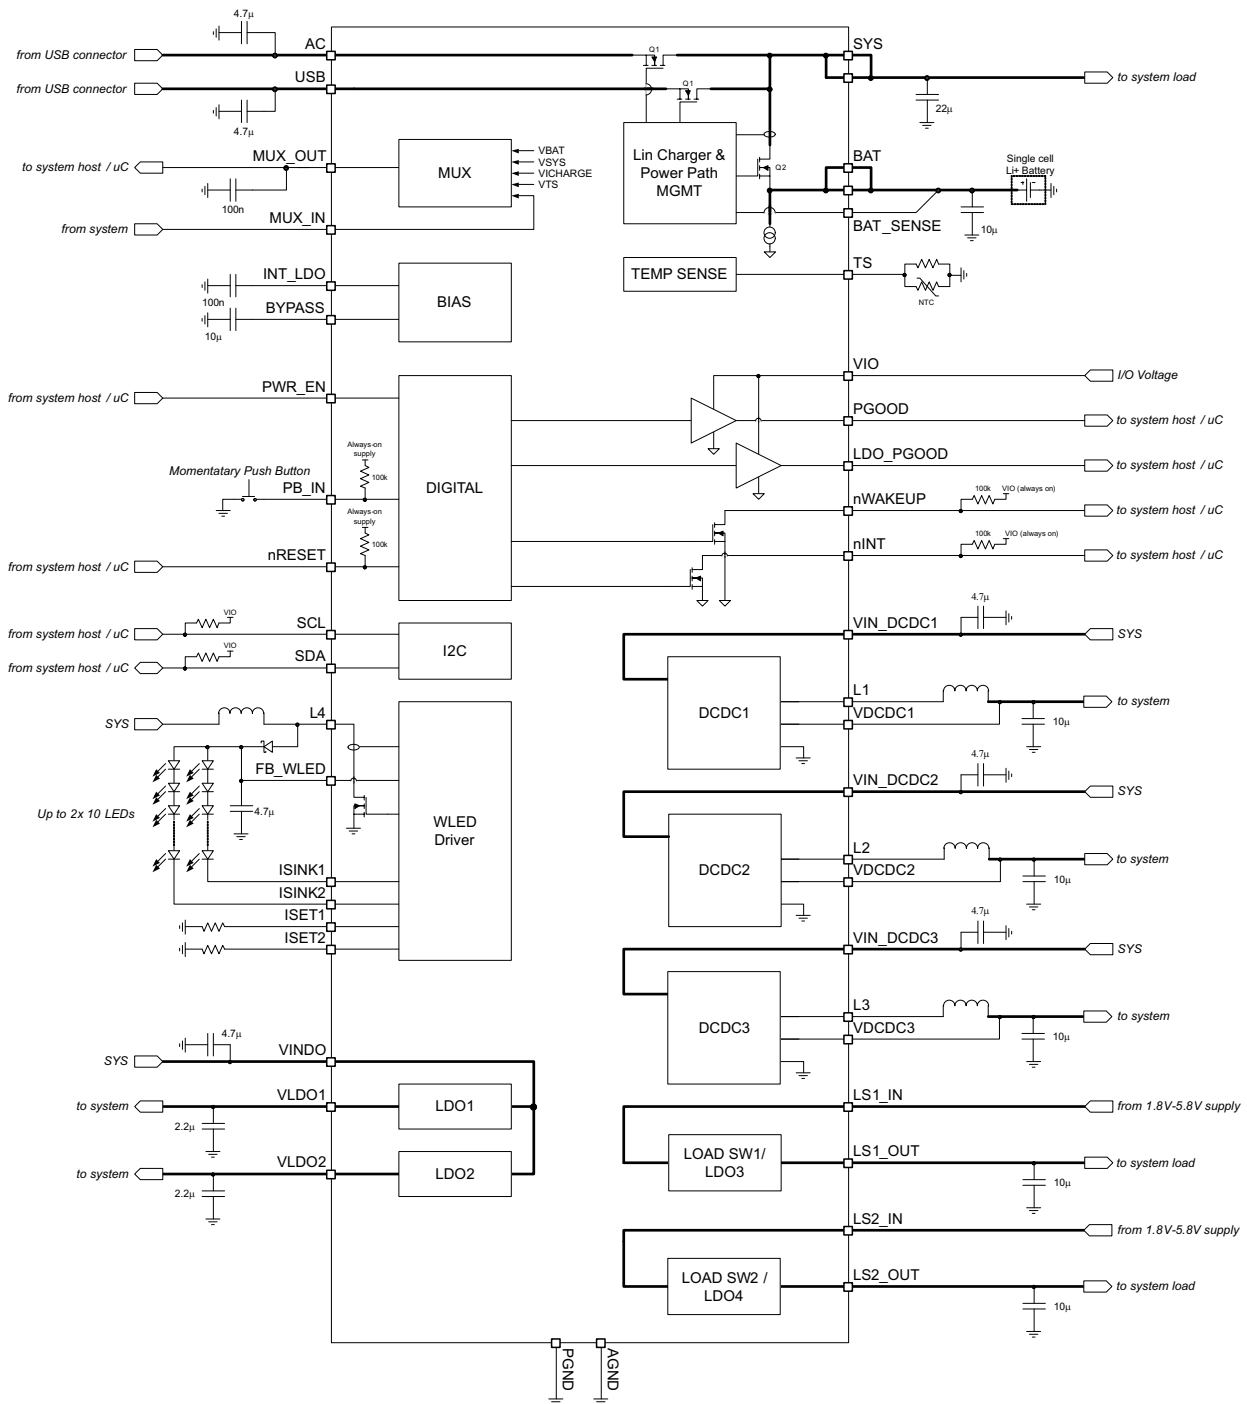 4.7μ
from USB connector
AC
Q1
SYS
to system load
from USB connector
USB
Q1
4.7μ
22μ
to system host / uC
MUX_OUT
100n
MUX
VBAT
VSYS
VICHARGE
VTS
Lin Charger &
Power Path
MGMT
Q2
BAT
Single cell
Li+ Battery
10μ
BAT_SENSE
from system
MUX_IN
INT_LDO
100n
BYPASS
10μ
BIAS
TEMP SENSE
TS
NTC
VIO
I/O Voltage
from system host / uC
PWR_EN
PGOOD
to system host / uC
LDO_PGOOD
to system host / uC
Always-on
supply
100k
Momentatary Push Button
PB_IN
DIGITAL
nWAKEUP
100k
VIO (always on)
to system host / uC
Always-on
supply
100k
from system host / uC
nRESET
nINT
100k
VIO (always on)
to system host / uC
VIO
from system host / uC
SCL
VIO
from system host / uC
SDA
I2C
VIN_DCDC1
4.7μ
SYS
DCDC1
L1
to system
VDCDC1
10μ
SYS
L4
FB_WLED
4.7μ
Up to 2x 10 LEDs
WLED
Driver
ISINK1
ISINK2
ISET1
ISET2
VIN_DCDC2
4.7μ
SYS
DCDC2
L2
to system
VDCDC2
10μ
VIN_DCDC3
4.7μ
SYS
DCDC3
L3
to system
VDCDC3
10μ
4.7μ
SYS
VINDO
to system
VLDO1
2.2μ
LDO1
to system
VLDO2
2.2μ
LDO2
LS1_IN
from 1.8V-5.8V supply
LOAD SW1/
LDO3
LS1_OUT
to system load
10μ
LS2_IN
from 1.8V-5.8V supply
LOAD SW2 /
LDO4
LS2_OUT
to system load
10μ
PGND
AGND